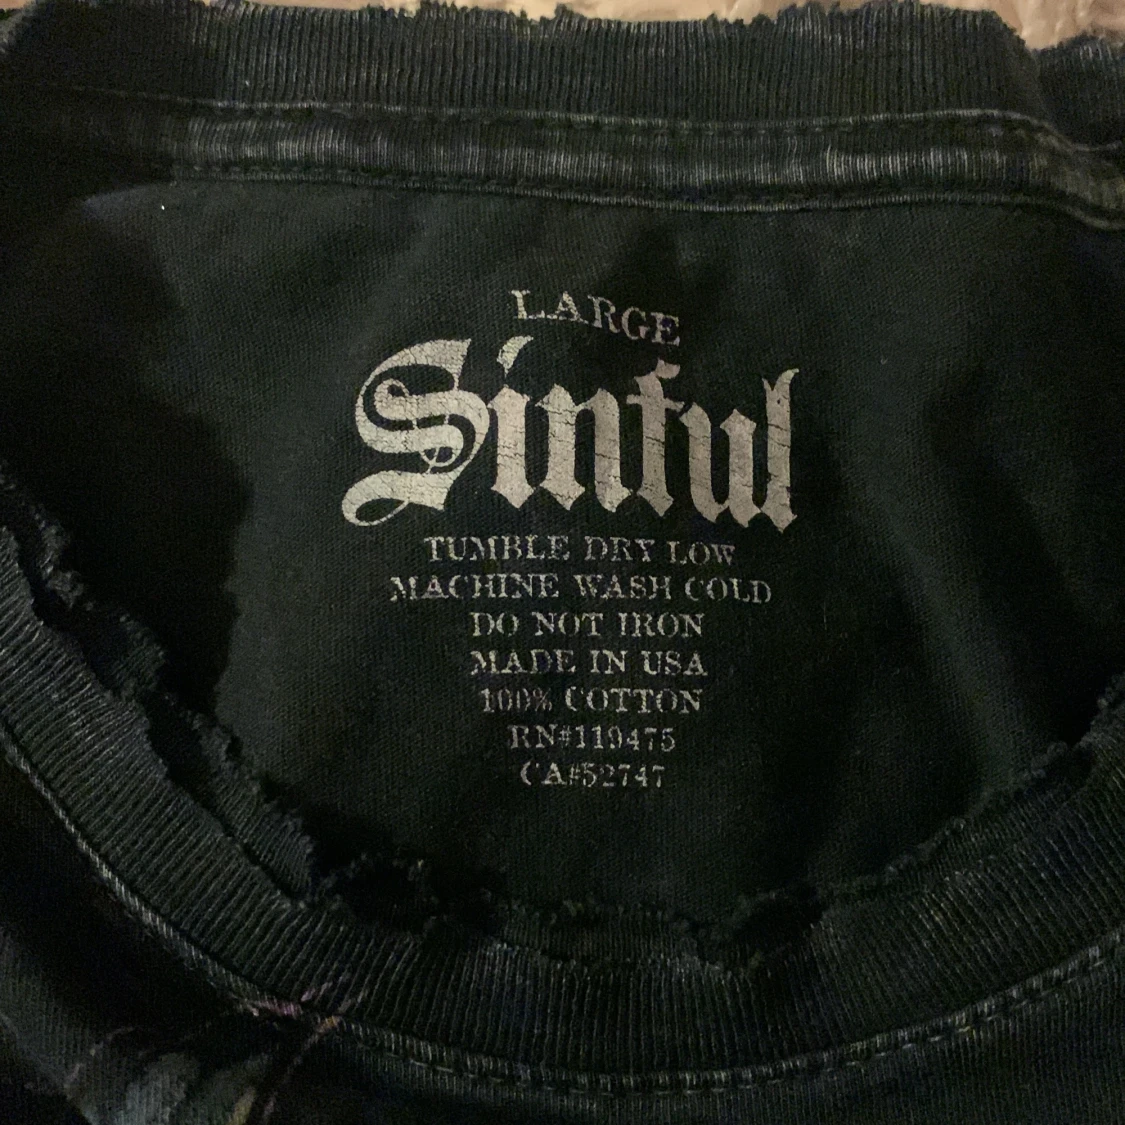 LARGE
Sinful
TUMBLE DRY LOW
MACHINE WASH COLD
DO NOT IRON
MADE IN USA
100% COTTON
RN#119475
CA#52747